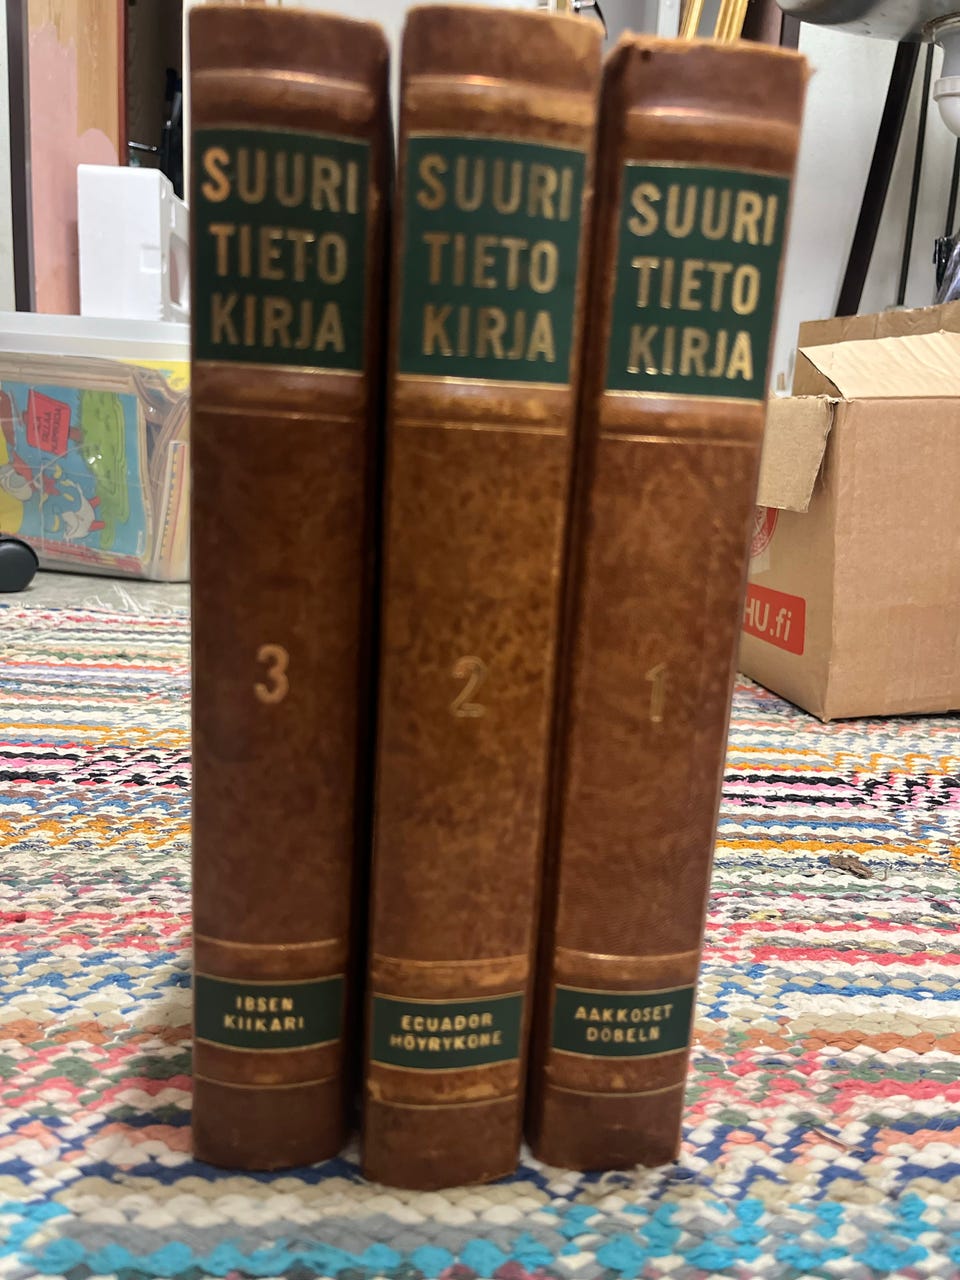 SUURI
TIETO
KIRJA
3
IBSEN
KIIKARI
SUURI
TIETO
KIRJA
2
ECUADOR
HÖYRYKONE
SUURI
TIETO
KIRJA
1
AAKKOSET
DÖBELN
HU.fi